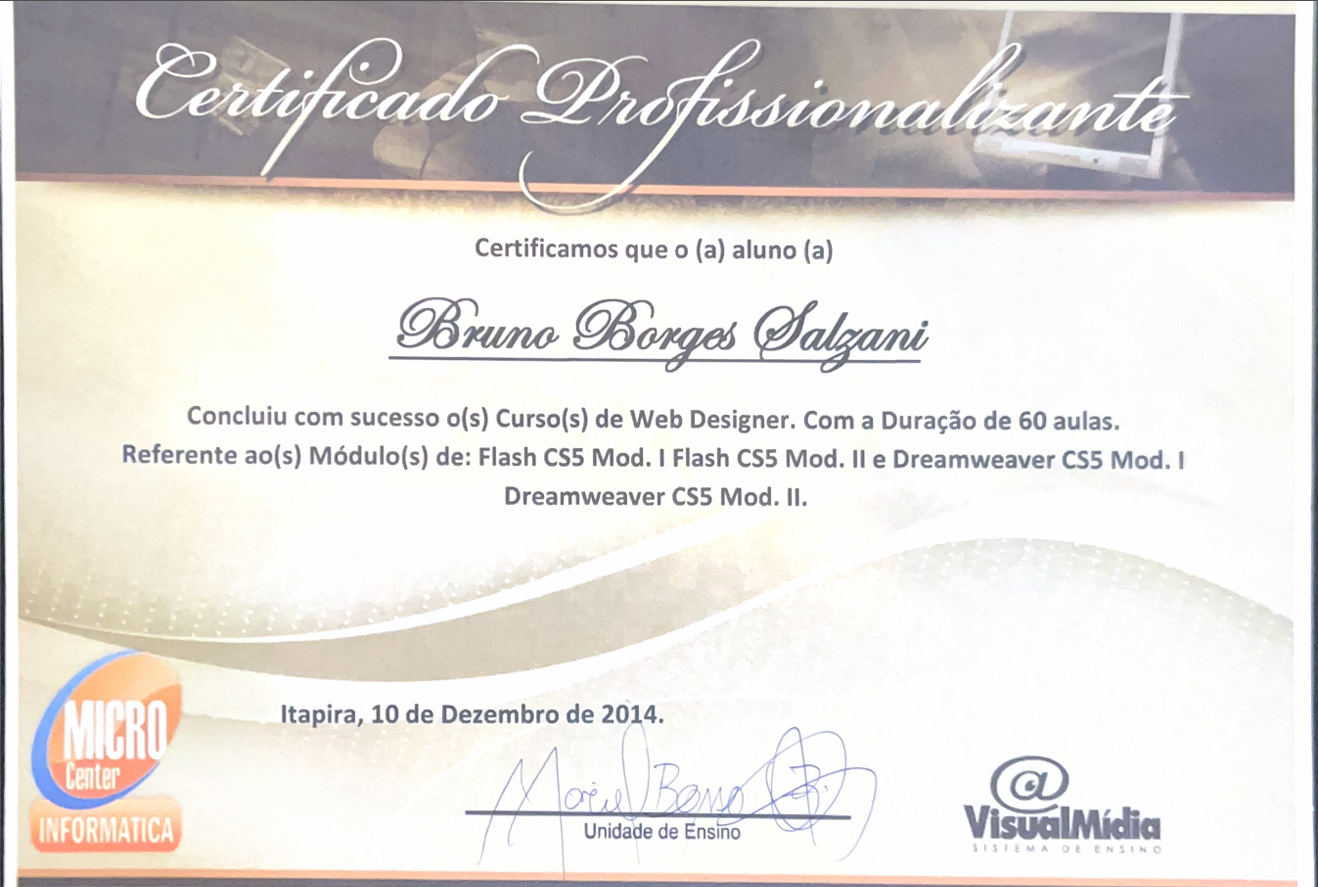 Certificado Profissionalizante
Certificamos que o (a) aluno (a)
Bruno Borges Salzani
Concluiu com sucesso o(s) Curso(s) de Web Designer. Com a Duração de 60 aulas.
Referente ao(s) Módulo(s) de: Flash CS5 Mod. I Flash CS5 Mod. II e Dreamweaver CS5 Mod. I
Dreamweaver CS5 Mod. II.
Itapira, 10 de Dezembro de 2014.
MICRO
Center
INFORMATICA
Unidade de Ensino
@
VisualMídia
SISTEMA DE ENSINO